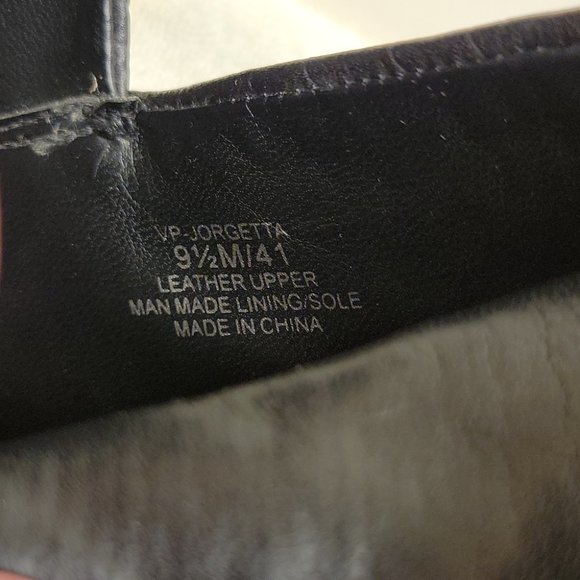 VP-JORGETTA
9½M/41
LEATHER UPPER
MAN MADE LINING/SOLE
MADE IN CHINA